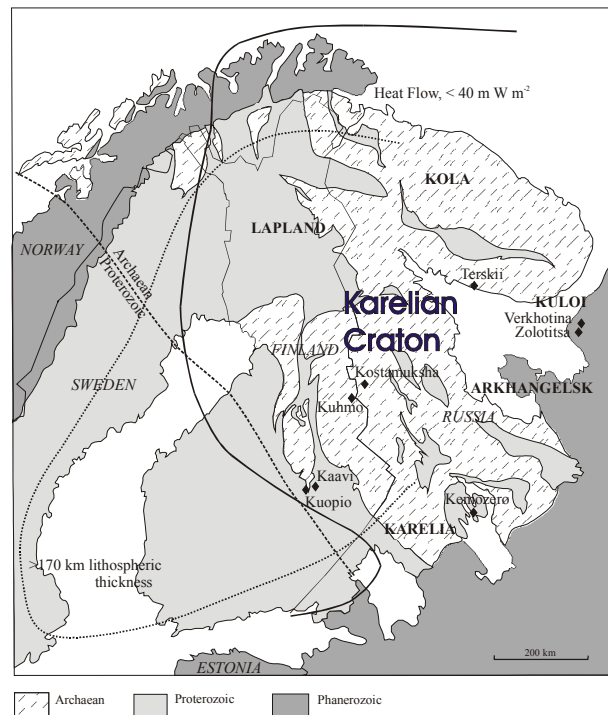 Heat Flow, < 40 m W m-2
KOLA
LAPLAND
NORWAY
Archaean
Proterozoic
Terskii
KULOI
Verkhotina
Zolotitsa
Karelian
Craton
FINLAND
SWEDEN
Kostamuksha
ARKHANGELSK
Kuhmo
RUSSIA
Kaavi
Kuopio
Kemozero
KARELIA
>170 km lithospheric
thickness
200 km
ESTONIA
Archaean
Proterozoic
Phanerozoic